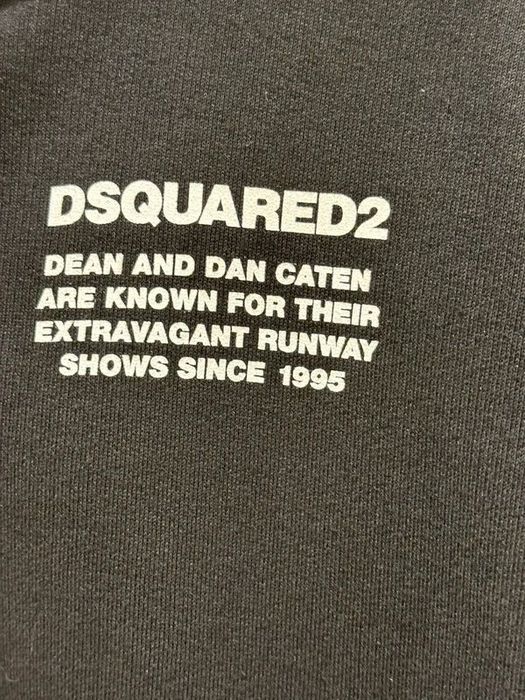 DSQUARED2
DEAN AND DAN CATEN
ARE KNOWN FOR THEIR
EXTRAVAGANT RUNWAY
SHOWS SINCE 1995